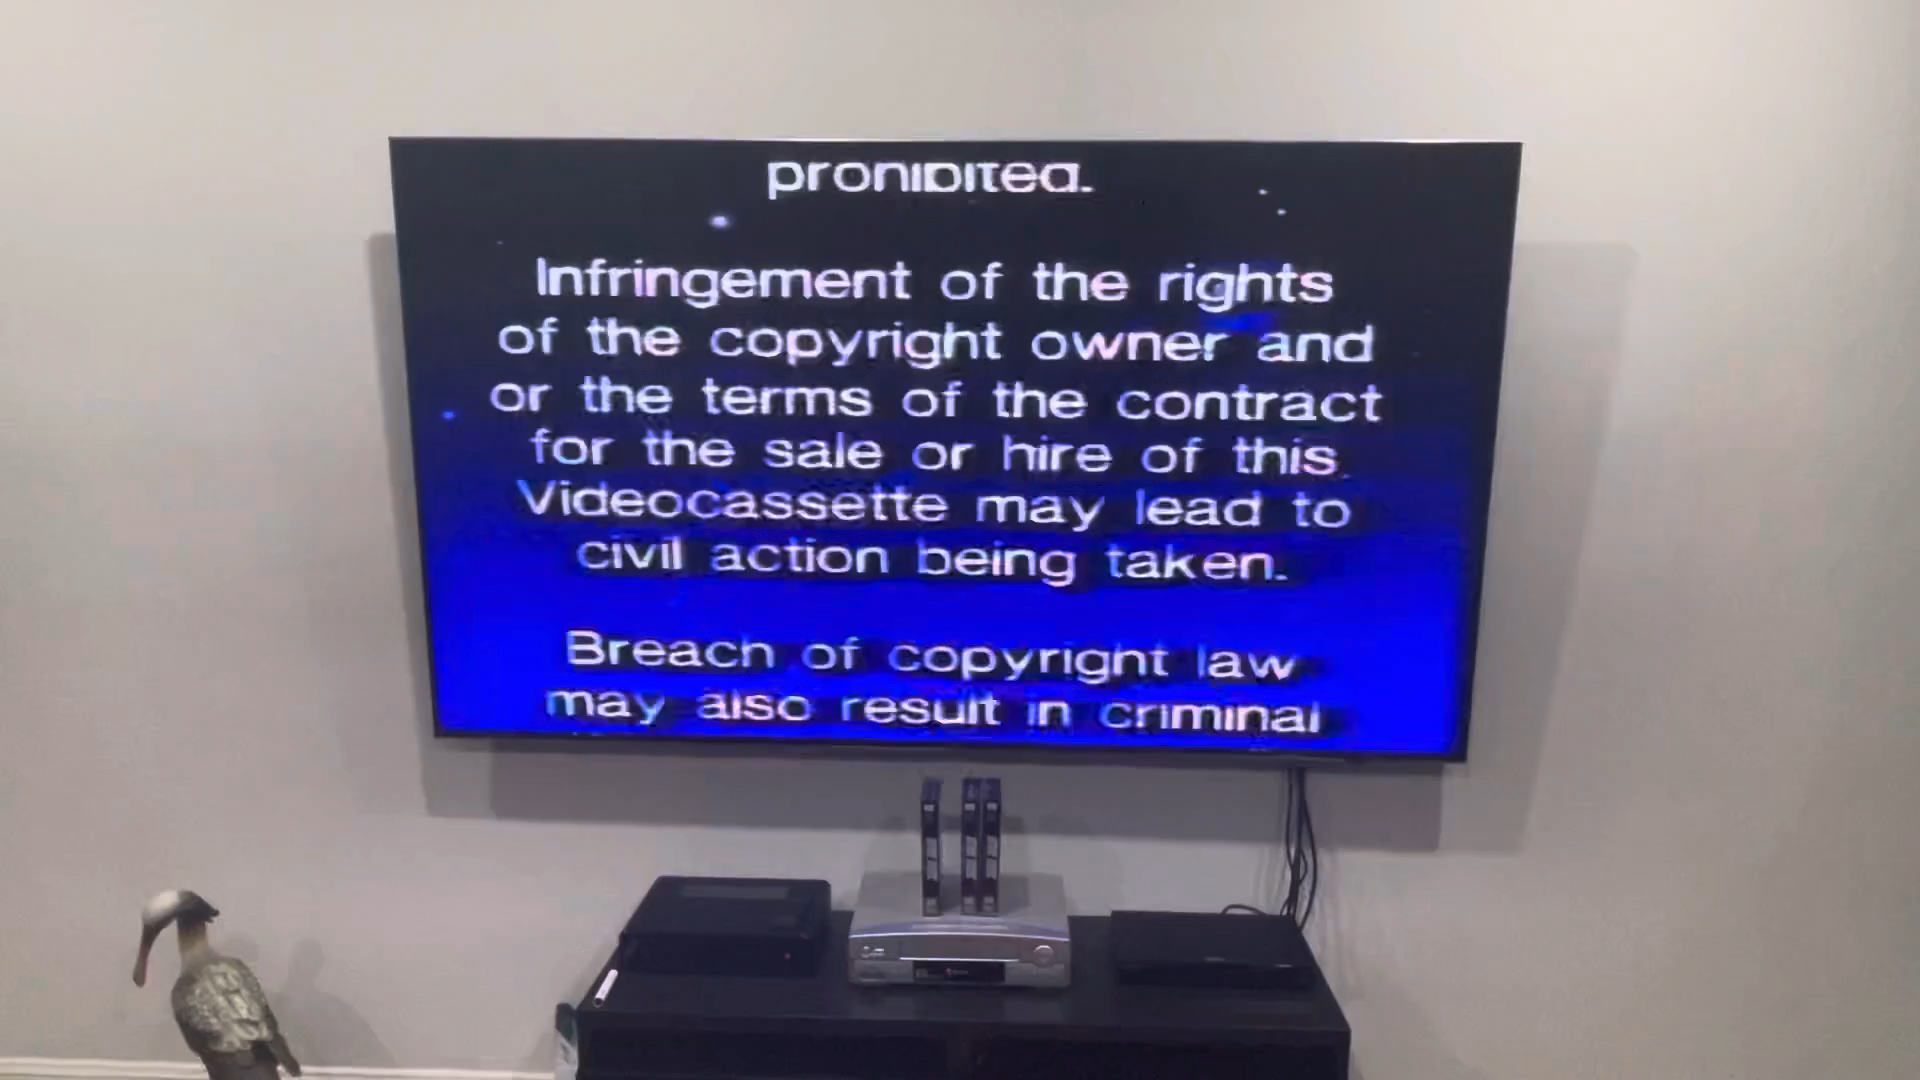 prohibited.
Infringement of the rights
of the copyright owner and
or the terms of the contract
for the sale or hire of this
Videocassette may lead to
civil action being taken.
Breach of copyright law
may also result in criminal